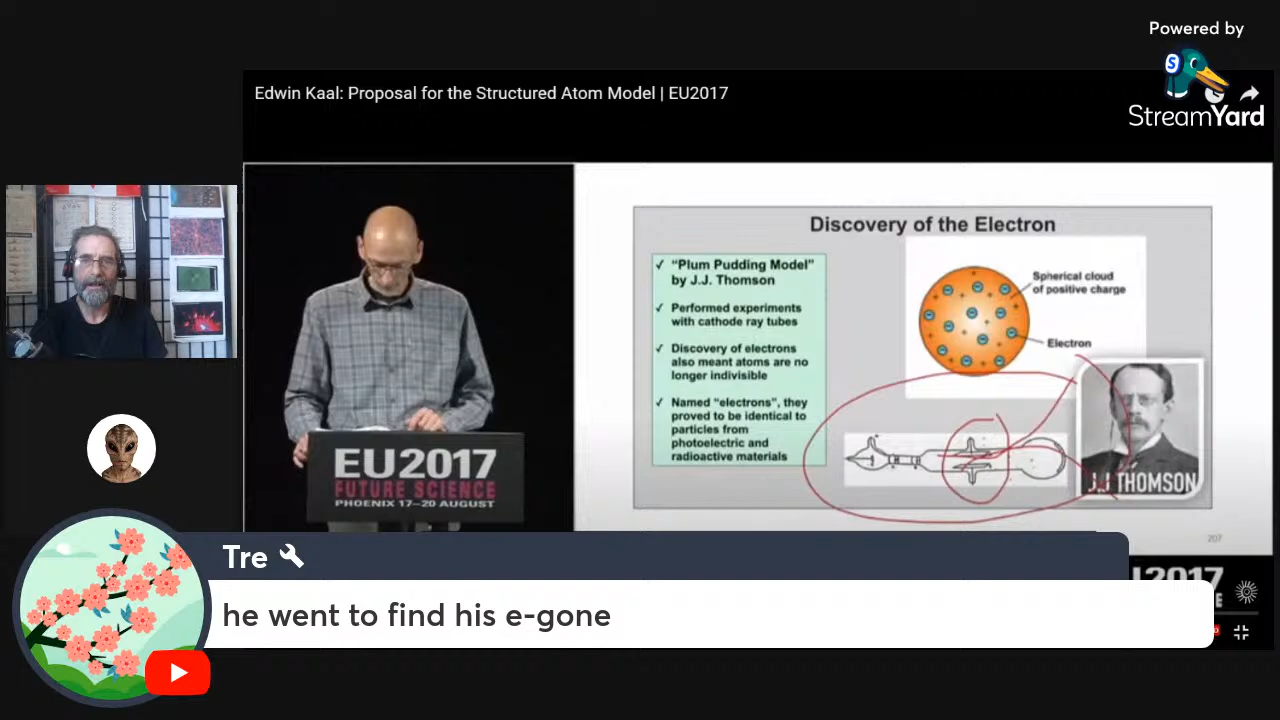 Powered by
StreamYard
Edwin Kaal: Proposal for the Structured Atom Model | EU2017
Discovery of the Electron
✓ "Plum Pudding Model"
by J.J. Thomson
✓ Performed experiments
with cathode ray tubes
✓ Discovery of electrons
also meant atoms are no
longer indivisible
✓ Named "electrons", they
proved to be identical to
particles from
photoelectric and
radioactive materials
Spherical cloud
of positive charge
Electron
J.J THOMSON
EU2017
FUTURE SCIENCE
PHOENIX 17–20 AUGUST
207
Tre
he went to find his e-gone